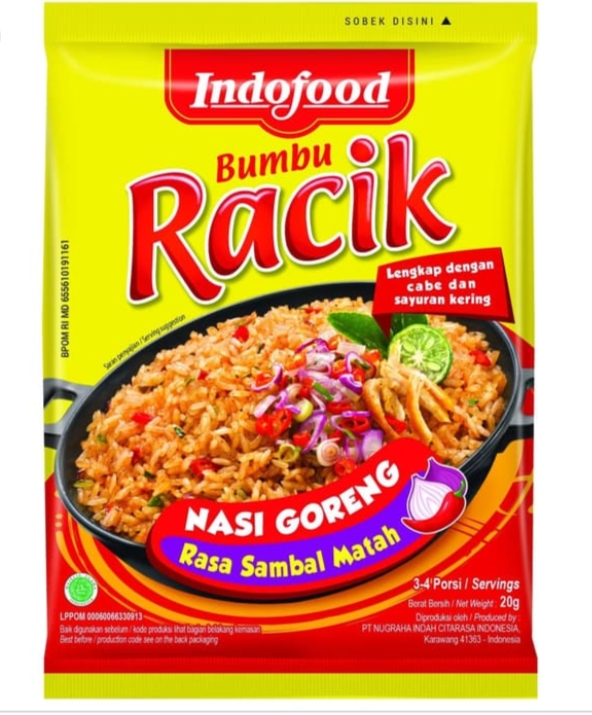 SOBEK DISINI ▲
Indofood
Bumbu
Racik
Lengkap dengan
cabe dan
sayuran kering
BPOM RI MD 655610191161
Saran penyajian / Serving suggestion
NASI GORENG
Rasa Sambal Matah
3-4 Porsi / Servings
Berat Bersih / Net Weight : 20g
Diproduksi oleh / Produced by :
PT NUGRAHA INDAH CITARASA INDONESIA,
Karawang 41363 - Indonesia
LPPOM 00060066330913
Baik digunakan sebelum / kode produksi lihat bagian belakang kemasan
Best before / production code see on the back packaging